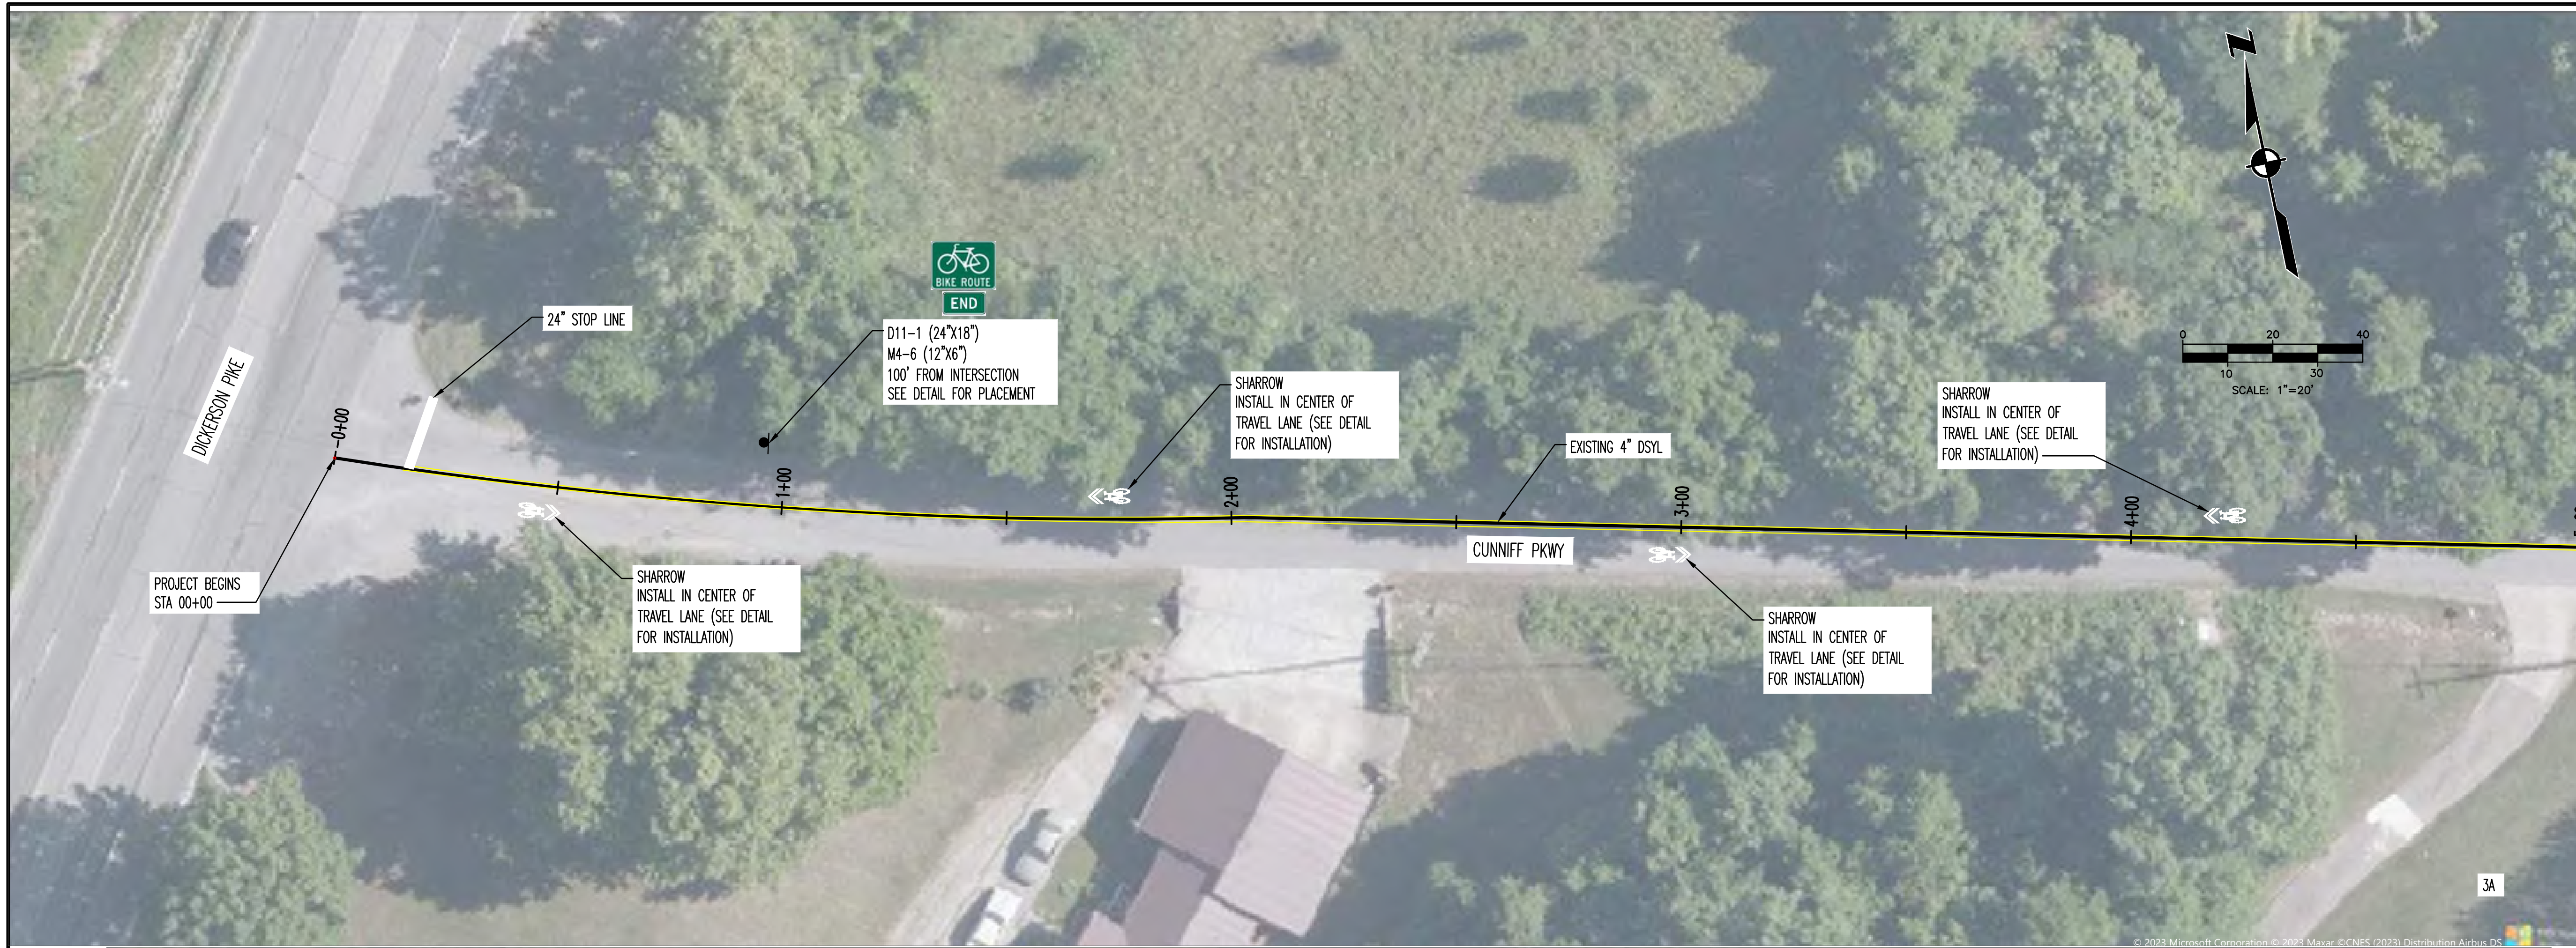 BIKE ROUTE
END
24" STOP LINE
D11-1 (24"X18")
M4-6 (12"X6")
100' FROM INTERSECTION
SEE DETAIL FOR PLACEMENT
DICKERSON PIKE
0+00
PROJECT BEGINS
STA 00+00
SHARROW
INSTALL IN CENTER OF
TRAVEL LANE (SEE DETAIL
FOR INSTALLATION)
1+00
SHARROW
INSTALL IN CENTER OF
TRAVEL LANE (SEE DETAIL
FOR INSTALLATION)
2+00
EXISTING 4" DSYL
CUNNIFF PKWY
3+00
SHARROW
INSTALL IN CENTER OF
TRAVEL LANE (SEE DETAIL
FOR INSTALLATION)
SHARROW
INSTALL IN CENTER OF
TRAVEL LANE (SEE DETAIL
FOR INSTALLATION)
4+00
N
0 20 40
10 30
SCALE: 1"=20'
3A
© 2023 Microsoft Corporation © 2023 Maxar ©CNES (2023) Distribution Airbus DS